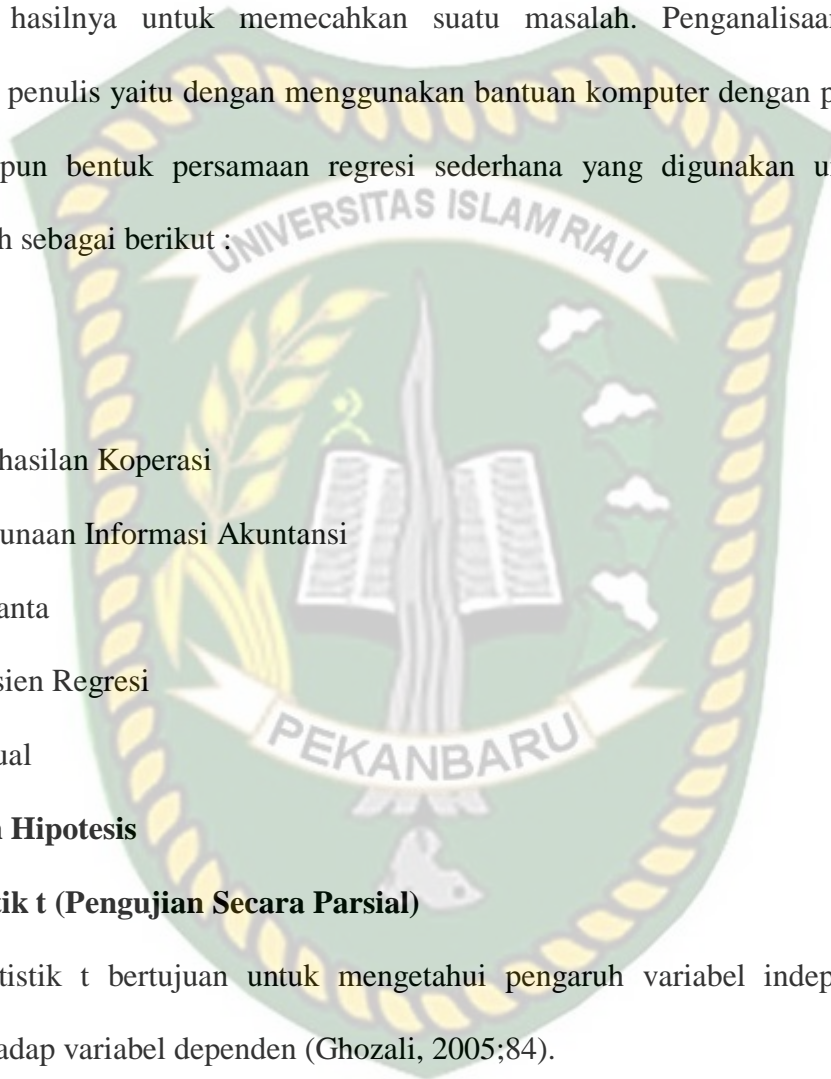 hasilnya untuk memecahkan suatu masalah. Penganalisaan
penulis yaitu dengan menggunakan bantuan komputer dengan
pun bentuk persamaan regresi sederhana yang digunakan
h sebagai berikut :
UNIVERSITAS ISLAM RIAU
hasilan Koperasi
unaan Informasi Akuntansi
anta
sien Regresi
ual
PEKANBARU
Hipotesis
tik t (Pengujian Secara Parsial)
tistik t bertujuan untuk mengetahui pengaruh variabel indep
adap variabel dependen (Ghozali, 2005;84).